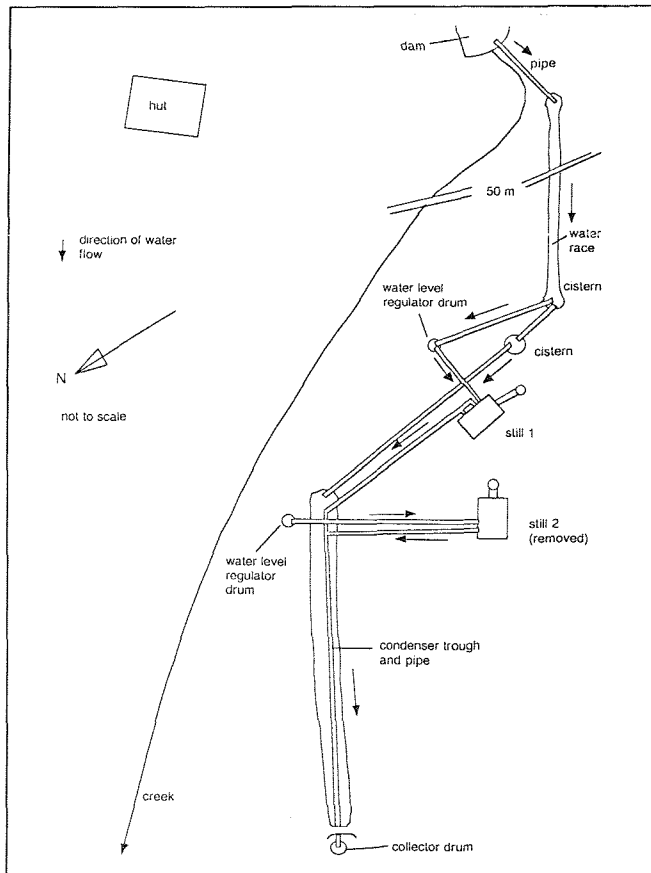 dam
pipe
hut
50 m
direction of water
flow
water
race
cistern
water level
regulator drum
N
cistern
not to scale
still 1
still 2
(removed)
water level
regulator
drum
condenser trough
and pipe
creek
collector drum